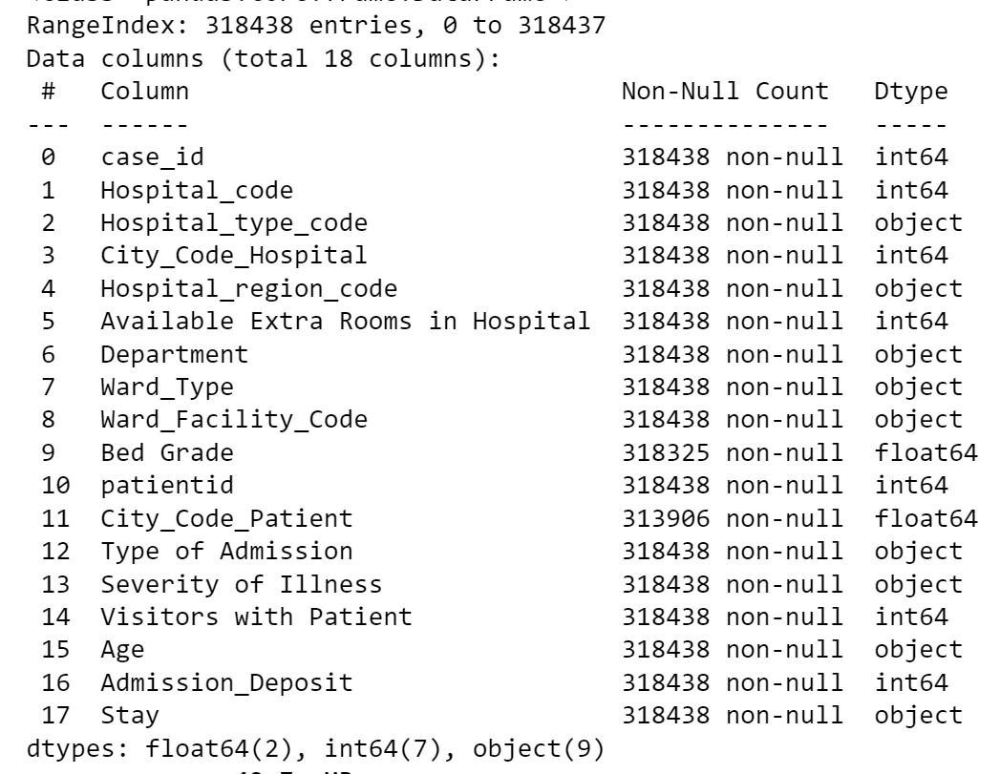 RangeIndex: 318438 entries, 0 to 318437
Data columns (total 18 columns):
 #   Column                             Non-Null Count   Dtype
---  ------                             --------------   -----
 0   case_id                            318438 non-null  int64
 1   Hospital_code                      318438 non-null  int64
 2   Hospital_type_code                 318438 non-null  object
 3   City_Code_Hospital                 318438 non-null  int64
 4   Hospital_region_code               318438 non-null  object
 5   Available Extra Rooms in Hospital  318438 non-null  int64
 6   Department                         318438 non-null  object
 7   Ward_Type                          318438 non-null  object
 8   Ward_Facility_Code                 318438 non-null  object
 9   Bed Grade                          318325 non-null  float64
 10  patientid                          318438 non-null  int64
 11  City_Code_Patient                  313906 non-null  float64
 12  Type of Admission                  318438 non-null  object
 13  Severity of Illness                318438 non-null  object
 14  Visitors with Patient              318438 non-null  int64
 15  Age                                318438 non-null  object
 16  Admission_Deposit                  318438 non-null  int64
 17  Stay                               318438 non-null  object
dtypes: float64(2), int64(7), object(9)